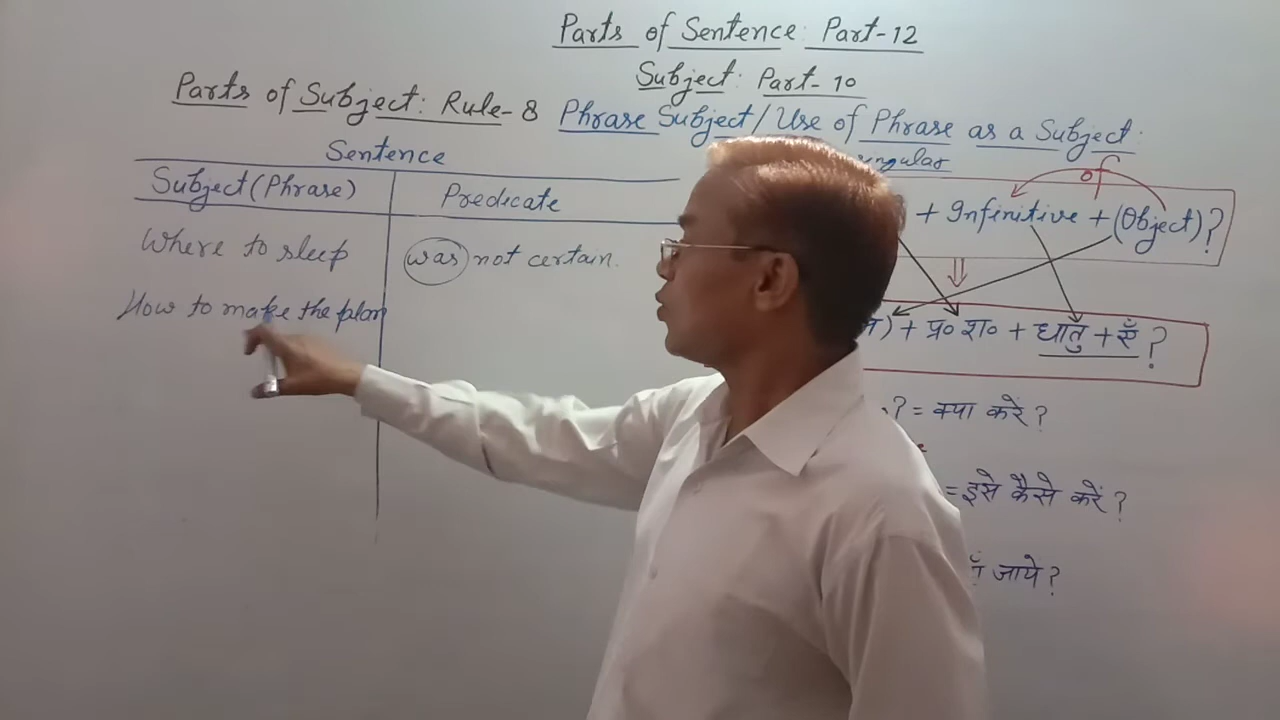 Parts of Sentence: Part-12
Subject: Part-10
Parts of Subject: Rule-8 Phrase Subject/Use of Phrase as a Subject:
Sentence
Subject (Phrase) Predicate
Where to sleep was not certain.
How to make the plan
of
+ Infinitive + (Object)?
+ प्र० श० + धातु + एँ?
? = क्या करें?
= इसे कैसे करें?
जाये?